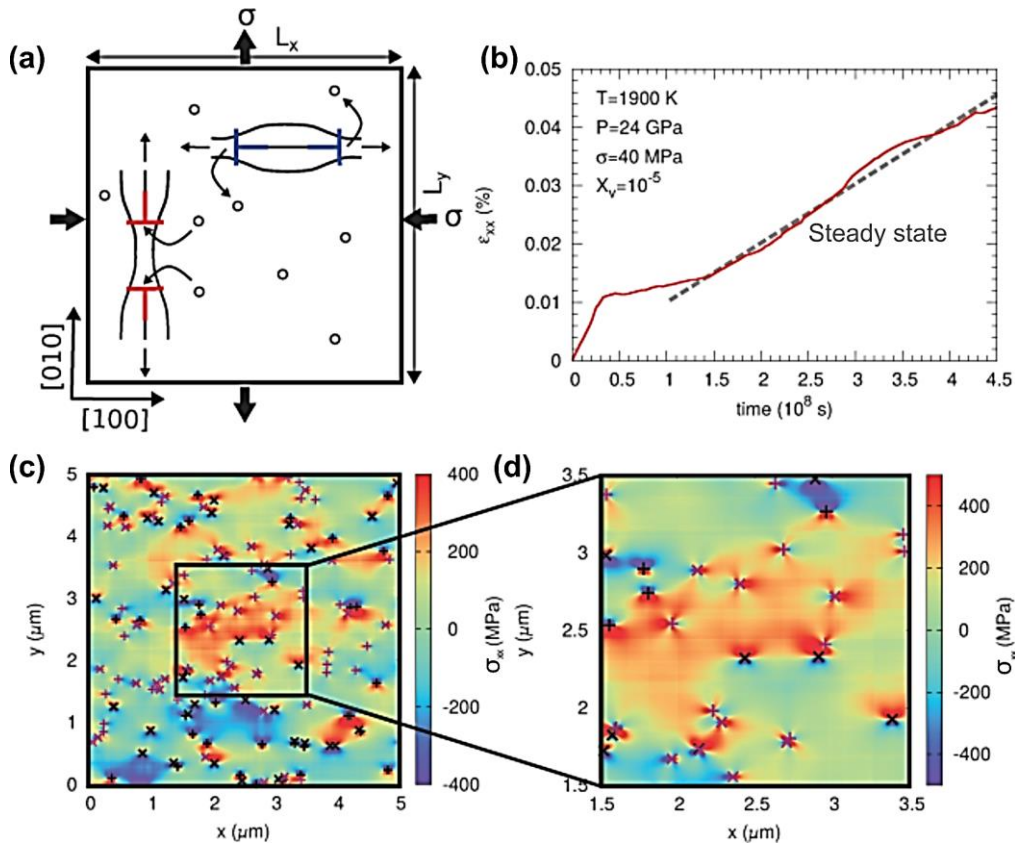 (a)
σ
Lₓ
L_y
σ
[010]
[100]
(b)
0.05
0.04
0.03
0.02
0.01
0
εₓₓ (%)
T=1900 K
P=24 GPa
σ=40 MPa
Xᵥ=10⁻⁵
Steady state
0 0.5 1 1.5 2 2.5 3 3.5 4 4.5
time (10⁸ s)
(c)
5
4
3
2
1
0
y (μm)
0 1 2 3 4 5
x (μm)
400
200
0
-200
-400
σₓₓ (MPa)
(d)
3.5
3
2.5
2
1.5
y (μm)
1.5 2 2.5 3 3.5
x (μm)
400
200
0
-200
-400
σₓₓ (MPa)